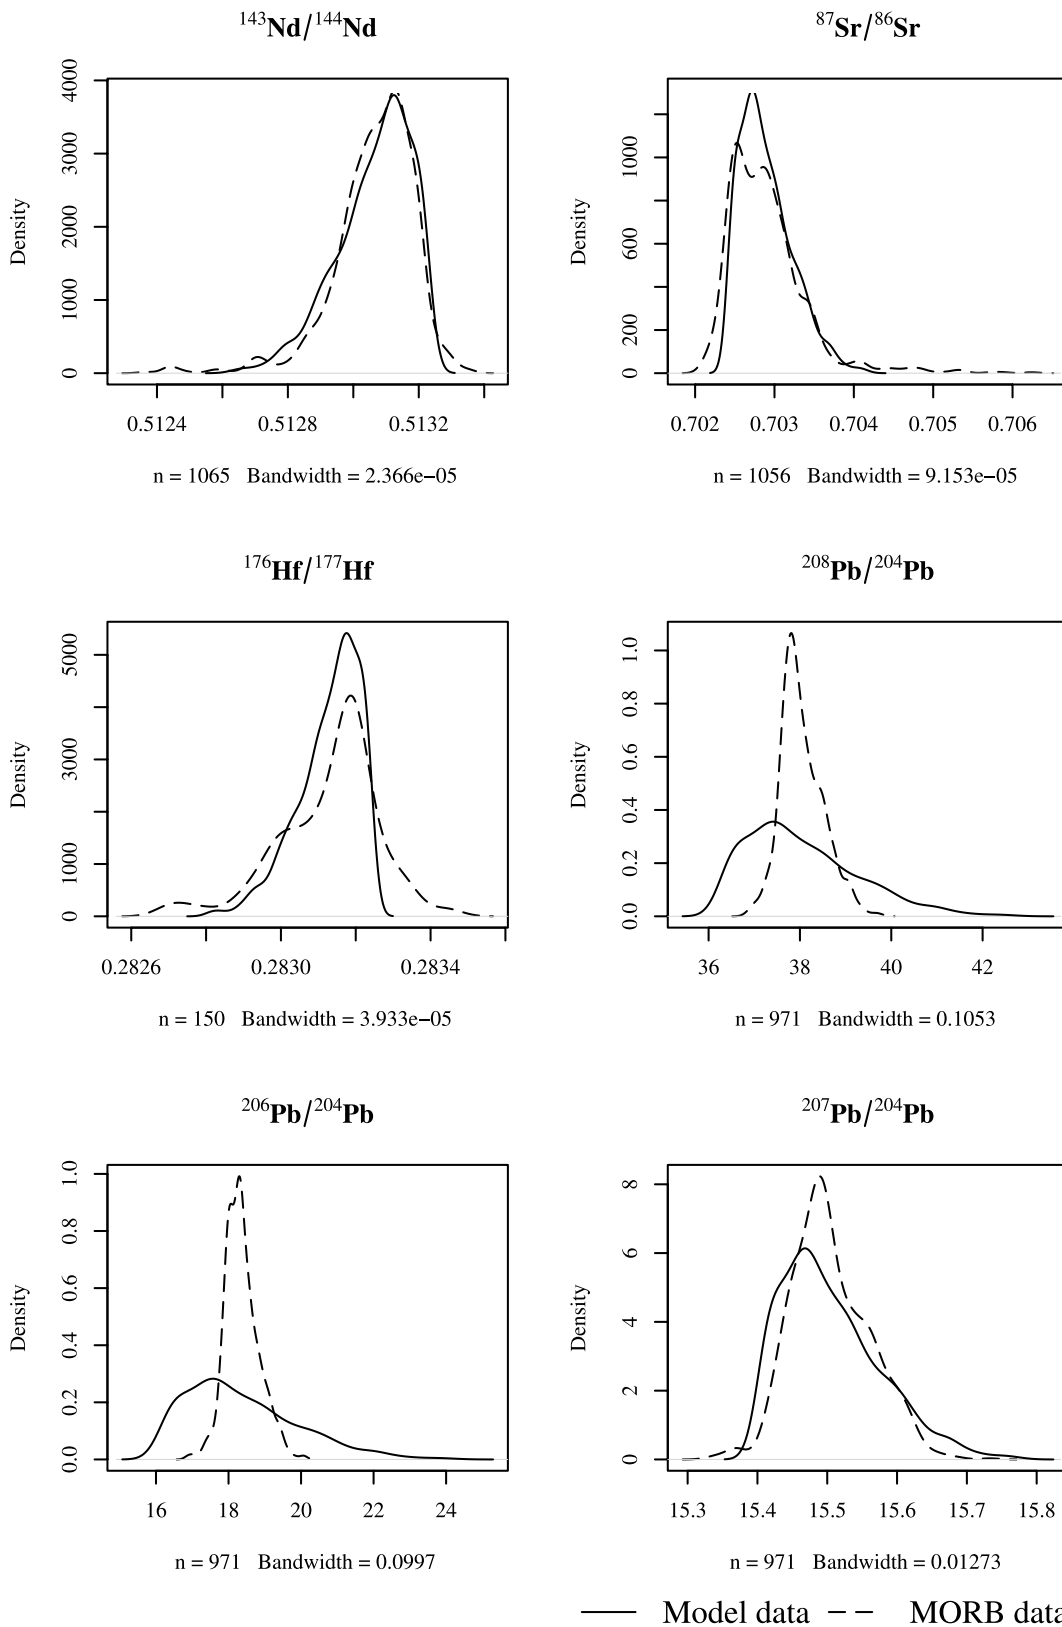 ¹⁴³Nd/¹⁴⁴Nd
Density
0 1000 2000 3000 4000
0.5124 0.5128 0.5132
n = 1065 Bandwidth = 2.366e−05
⁸⁷Sr/⁸⁶Sr
Density
0 200 600 1000
0.702 0.703 0.704 0.705 0.706
n = 1056 Bandwidth = 9.153e−05
¹⁷⁶Hf/¹⁷⁷Hf
Density
0 1000 3000 5000
0.2826 0.2830 0.2834
n = 150 Bandwidth = 3.933e−05
²⁰⁸Pb/²⁰⁴Pb
Density
0.0 0.2 0.4 0.6 0.8 1.0
36 38 40 42
n = 971 Bandwidth = 0.1053
²⁰⁶Pb/²⁰⁴Pb
Density
0.0 0.2 0.4 0.6 0.8 1.0
16 18 20 22 24
n = 971 Bandwidth = 0.0997
²⁰⁷Pb/²⁰⁴Pb
Density
0 2 4 6 8
15.3 15.4 15.5 15.6 15.7 15.8
n = 971 Bandwidth = 0.01273
Model data MORB data